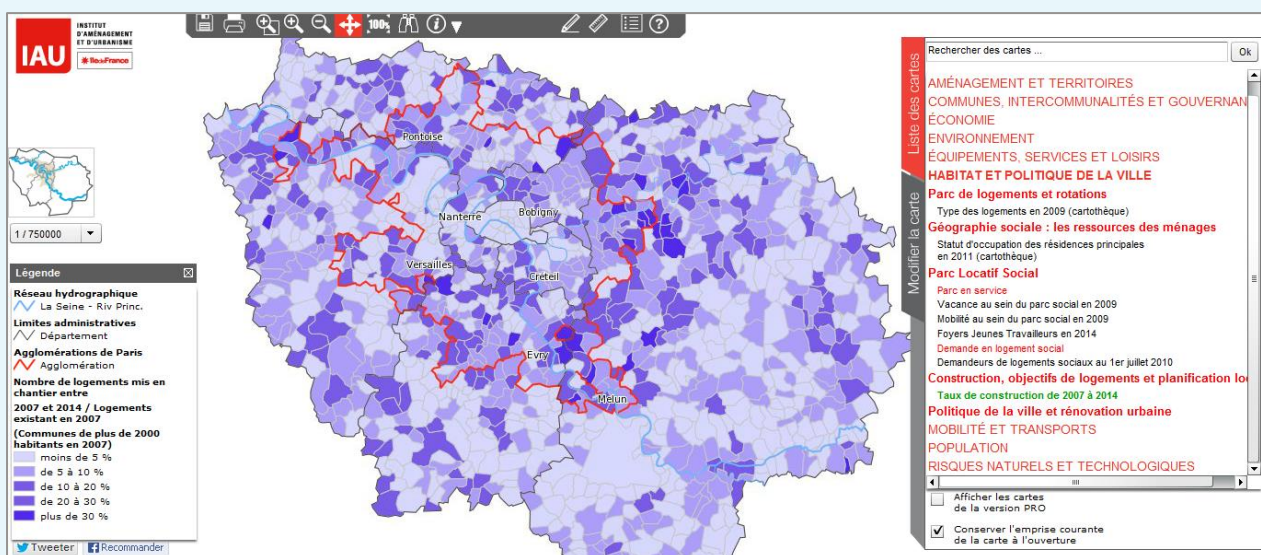 IAU
INSTITUT
D'AMÉNAGEMENT
ET D'URBANISME
îledeFrance
100%
1 / 750000
Légende
Réseau hydrographique
La Seine - Riv Princ.
Limites administratives
Département
Agglomérations de Paris
Agglomération
Nombre de logements mis en
chantier entre
2007 et 2014 / Logements
existant en 2007
(Communes de plus de 2000
habitants en 2007)
moins de 5 %
de 5 à 10 %
de 10 à 20 %
de 20 à 30 %
plus de 30 %
Tweeter
Recommander
Pontoise
Nanterre
Bobigny
Versailles
Créteil
Evry
Melun
Liste des cartes
Modifier la carte
Rechercher des cartes ...
Ok
AMÉNAGEMENT ET TERRITOIRES
COMMUNES, INTERCOMMUNALITÉS ET GOUVERNAN
ÉCONOMIE
ENVIRONNEMENT
ÉQUIPEMENTS, SERVICES ET LOISIRS
HABITAT ET POLITIQUE DE LA VILLE
Parc de logements et rotations
Type des logements en 2009 (cartothèque)
Géographie sociale : les ressources des ménages
Statut d'occupation des résidences principales
en 2011 (cartothèque)
Parc Locatif Social
Parc en service
Vacance au sein du parc social en 2009
Mobilité au sein du parc social en 2009
Foyers Jeunes Travailleurs en 2014
Demande en logement social
Demandeurs de logements sociaux au 1er juillet 2010
Construction, objectifs de logements et planification lo
Taux de construction de 2007 à 2014
Politique de la ville et rénovation urbaine
MOBILITÉ ET TRANSPORTS
POPULATION
RISQUES NATURELS ET TECHNOLOGIQUES
Afficher les cartes
de la version PRO
Conserver l'emprise courante
de la carte à l'ouverture